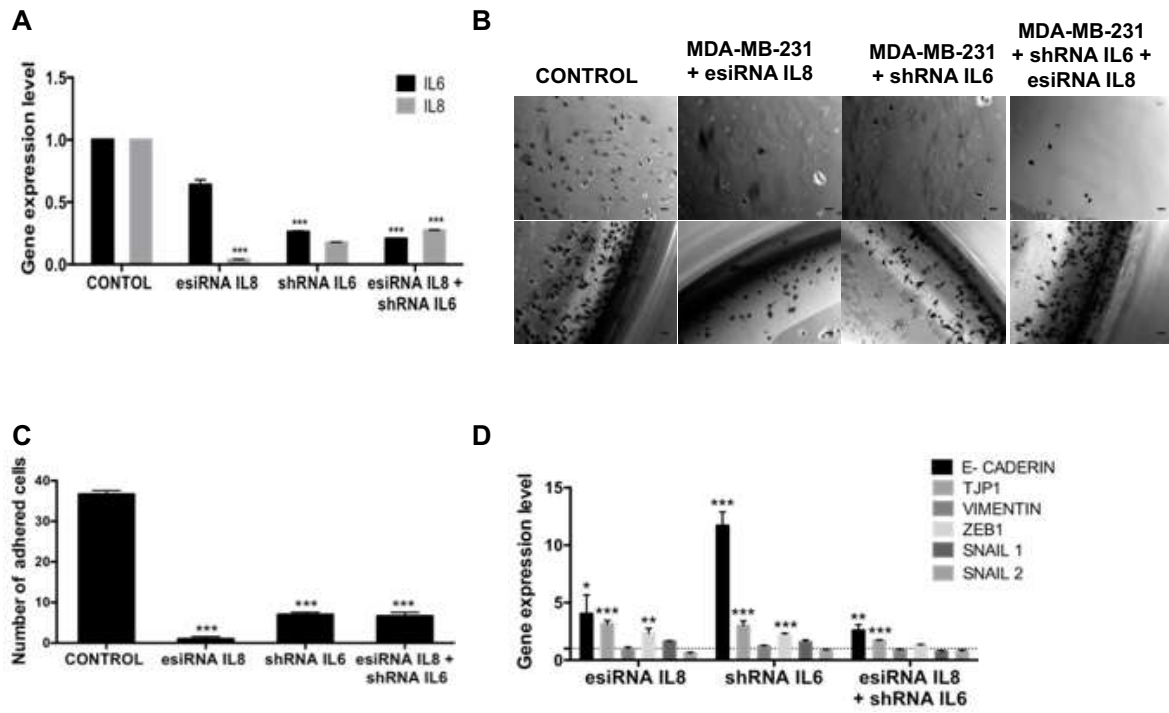 A
Gene expression level
1.5
1.0
0.5
0.0
IL6
IL8
***
***
***
***
CONTOL
esiRNA IL8
shRNA IL6
esiRNA IL8 +
shRNA IL6
B
CONTROL
MDA-MB-231
+ esiRNA IL8
MDA-MB-231
+ shRNA IL6
MDA-MB-231
+ shRNA IL6 +
esiRNA IL8
C
Number of adhered cells
40
30
20
10
0
***
***
***
CONTROL
esiRNA IL8
shRNA IL6
esiRNA IL8 +
shRNA IL6
D
Gene expression level
15
10
5
0
E- CADERIN
TJP1
VIMENTIN
ZEB1
SNAIL 1
SNAIL 2
*
***
**
***
***
***
**
***
esiRNA IL8
shRNA IL6
esiRNA IL8
+ shRNA IL6